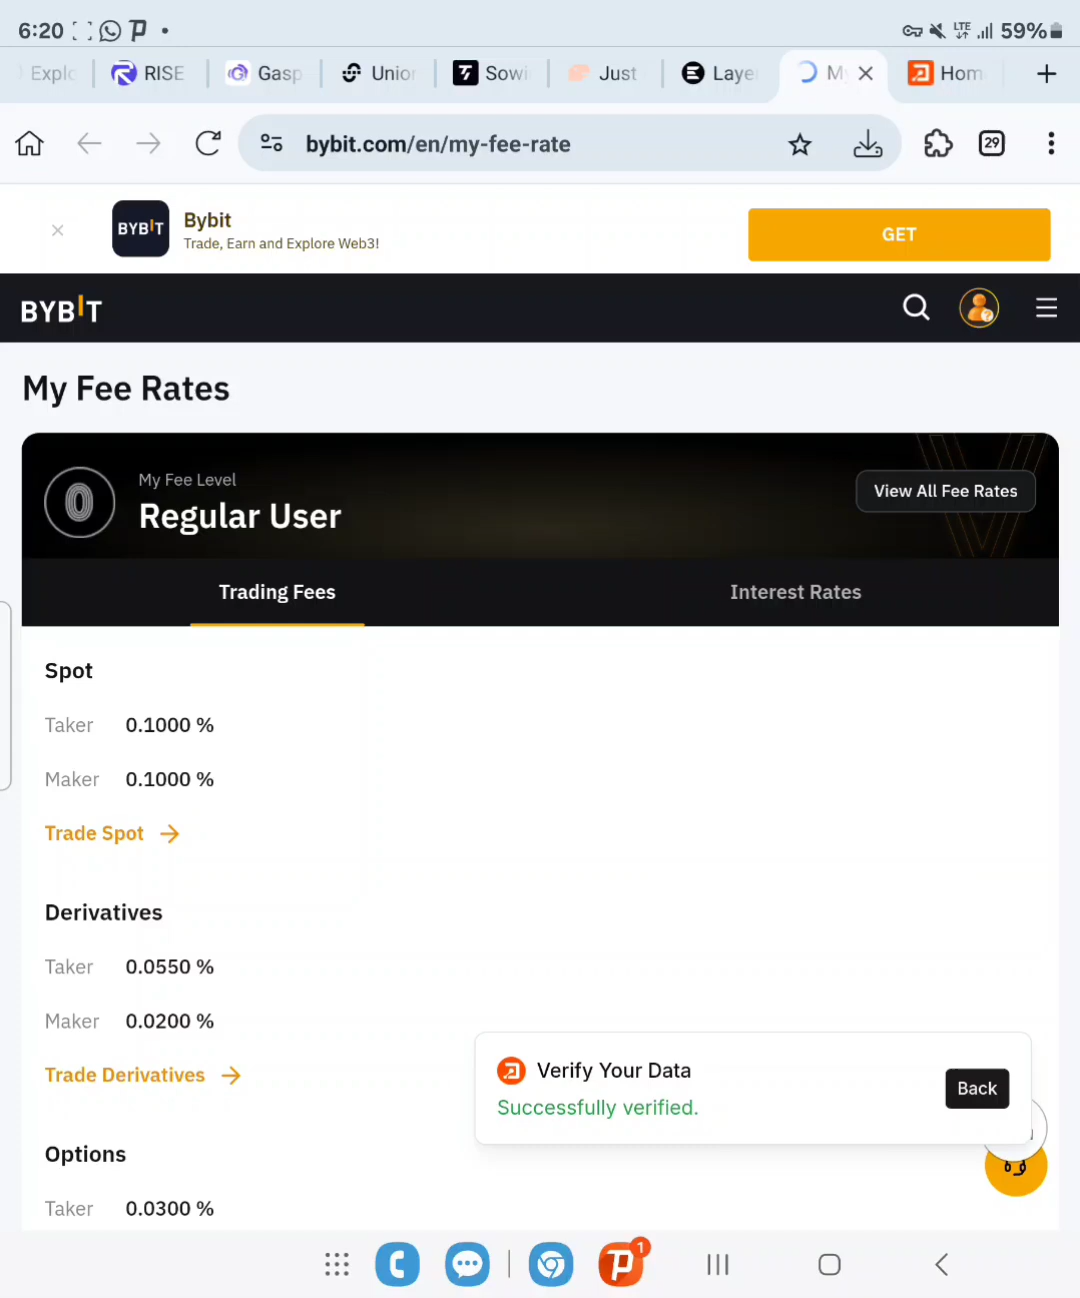 6:20
LTE
59%
Explo
RISE
Gasp
Union
Sowi
Just
Laye
M
Hom
bybit.com/en/my-fee-rate
29
BYBIT
Bybit
Trade, Earn and Explore Web3!
GET
BYBIT
My Fee Rates
0
My Fee Level
Regular User
View All Fee Rates
Trading Fees
Interest Rates
Spot
Taker 0.1000 %
Maker 0.1000 %
Trade Spot
Derivatives
Taker 0.0550 %
Maker 0.0200 %
Trade Derivatives
Verify Your Data
Successfully verified.
Back
Options
Taker 0.0300 %
1